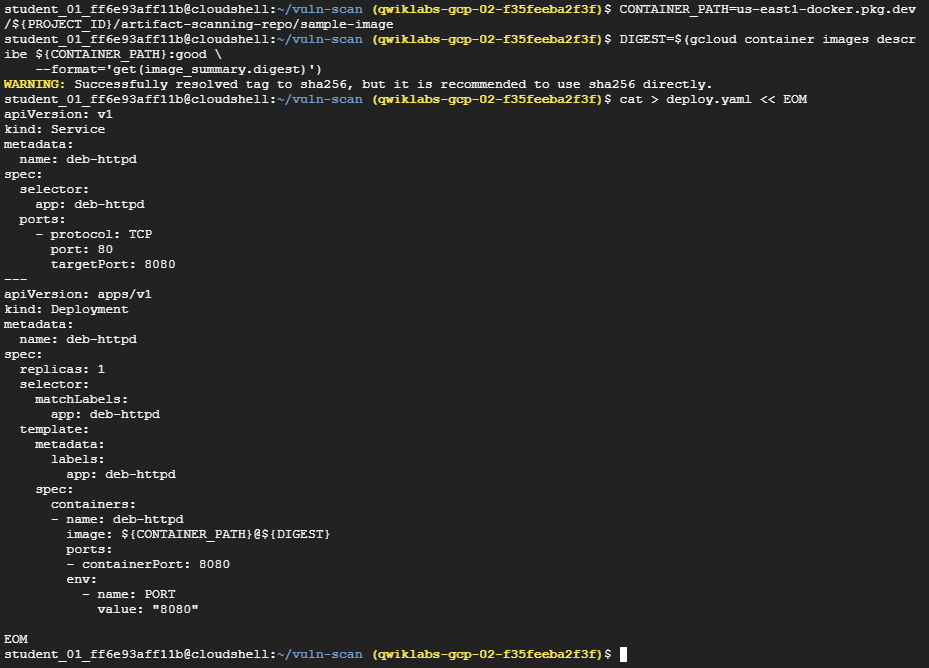 student_01_ff6e93aff11b@cloudshell:~/vuln-scan (qwiklabs-gcp-02-f35feeba2f3f)$ CONTAINER_PATH=us-east1-docker.pkg.dev
/${PROJECT_ID}/artifact-scanning-repo/sample-image
student_01_ff6e93aff11b@cloudshell:~/vuln-scan (qwiklabs-gcp-02-f35feeba2f3f)$ DIGEST=$(gcloud container images descr
ibe ${CONTAINER_PATH}:good \
    --format='get(image_summary.digest)')
WARNING: Successfully resolved tag to sha256, but it is recommended to use sha256 directly.
student_01_ff6e93aff11b@cloudshell:~/vuln-scan (qwiklabs-gcp-02-f35feeba2f3f)$ cat > deploy.yaml << EOM
apiVersion: v1
kind: Service
metadata:
  name: deb-httpd
spec:
  selector:
    app: deb-httpd
  ports:
    - protocol: TCP
      port: 80
      targetPort: 8080
---
apiVersion: apps/v1
kind: Deployment
metadata:
  name: deb-httpd
spec:
  replicas: 1
  selector:
    matchLabels:
      app: deb-httpd
  template:
    metadata:
      labels:
        app: deb-httpd
    spec:
      containers:
      - name: deb-httpd
        image: ${CONTAINER_PATH}@${DIGEST}
        ports:
        - containerPort: 8080
        env:
          - name: PORT
            value: "8080"

EOM
student_01_ff6e93aff11b@cloudshell:~/vuln-scan (qwiklabs-gcp-02-f35feeba2f3f)$